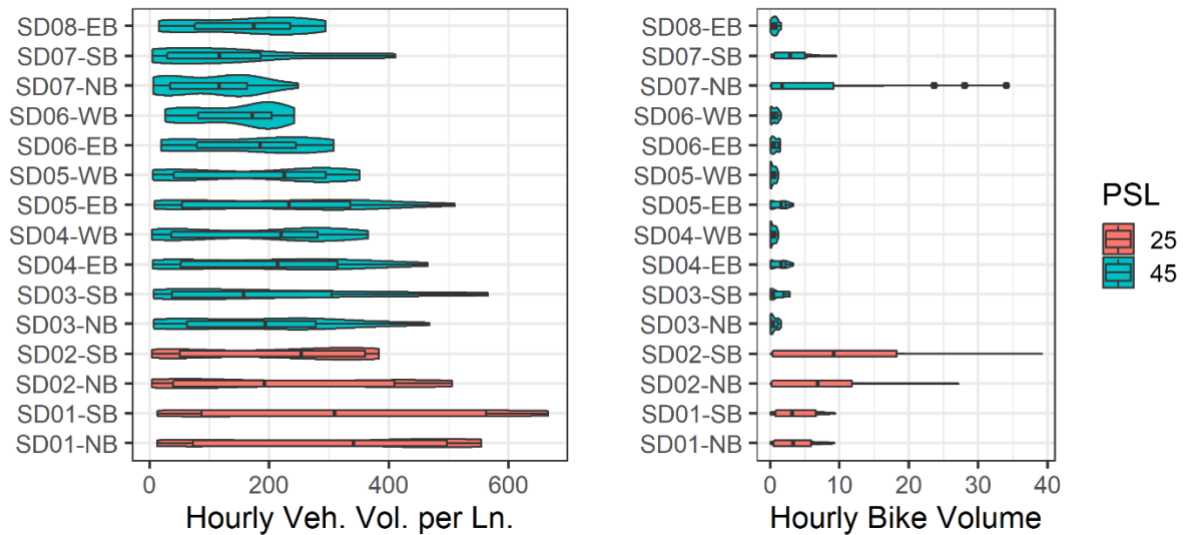 SD08-EB
SD07-SB
SD07-NB
SD06-WB
SD06-EB
SD05-WB
SD05-EB
SD04-WB
SD04-EB
SD03-SB
SD03-NB
SD02-SB
SD02-NB
SD01-SB
SD01-NB
0 200 400 600
Hourly Veh. Vol. per Ln.
SD08-EB
SD07-SB
SD07-NB
SD06-WB
SD06-EB
SD05-WB
SD05-EB
SD04-WB
SD04-EB
SD03-SB
SD03-NB
SD02-SB
SD02-NB
SD01-SB
SD01-NB
0 10 20 30 40
Hourly Bike Volume
PSL
25
45